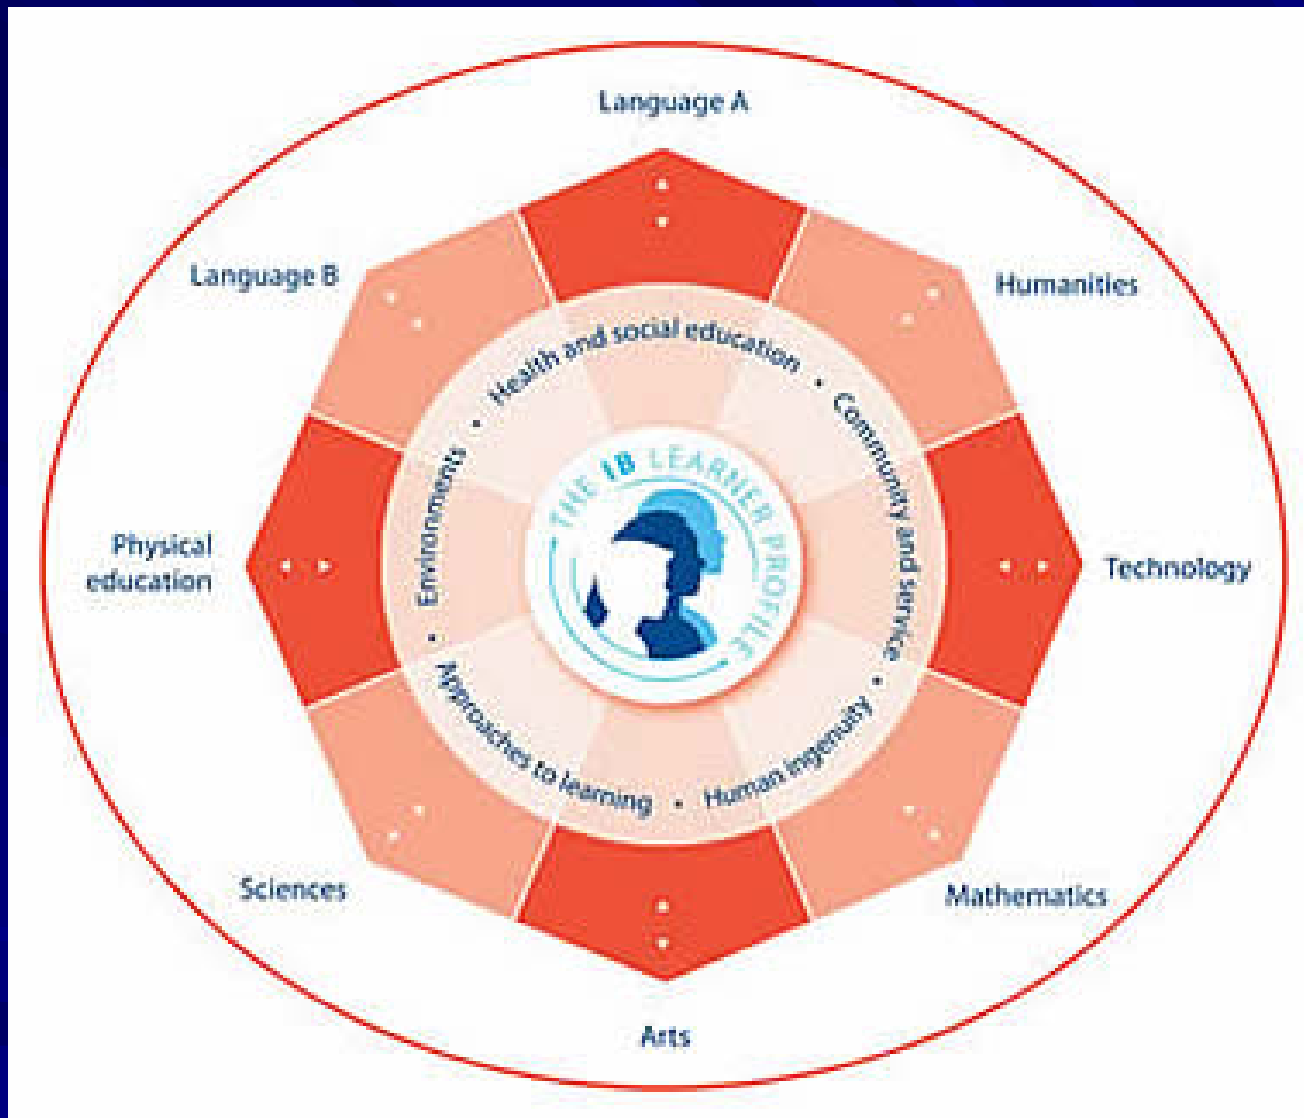 Language A
Language B
Humanities
Physical
education
Technology
Sciences
Mathematics
Arts
Health and social education
•
Community and service
•
Human ingenuity
•
Approaches to learning
•
Environments
•
THE IB LEARNER PROFILE